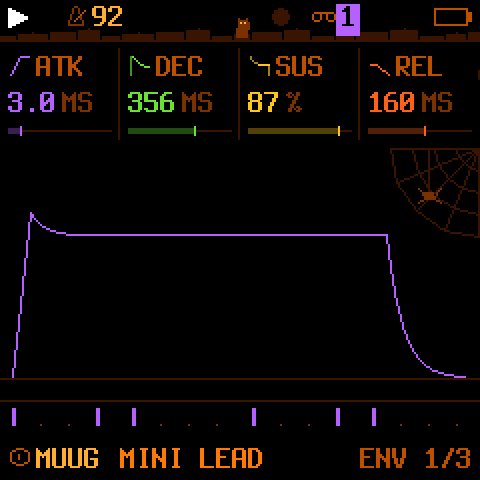 92 1
ATK DEC SUS REL
3.0 MS 356 MS 87 % 160 MS
MUUG MINI LEAD ENV 1/3